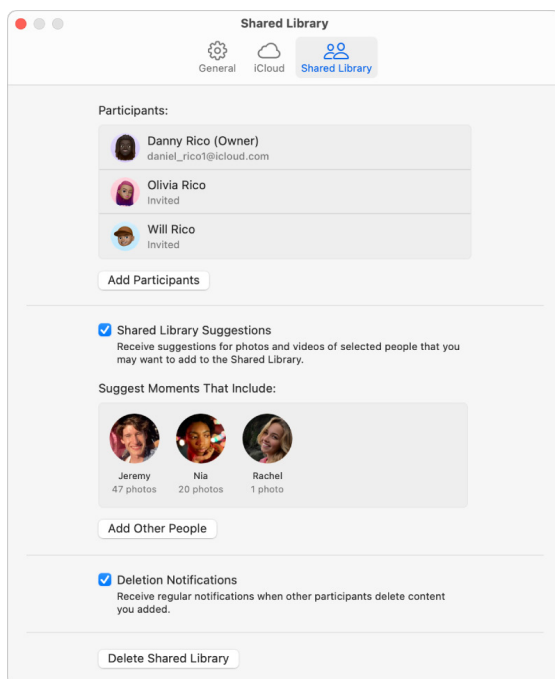 Shared Library
General
iCloud
Shared Library
Participants:
Danny Rico (Owner)
daniel_rico1@icloud.com
Olivia Rico
Invited
Will Rico
Invited
Add Participants
Shared Library Suggestions
Receive suggestions for photos and videos of selected people that you
may want to add to the Shared Library.
Suggest Moments That Include:
Jeremy
47 photos
Nia
20 photos
Rachel
1 photo
Add Other People
Deletion Notifications
Receive regular notifications when other participants delete content
you added.
Delete Shared Library